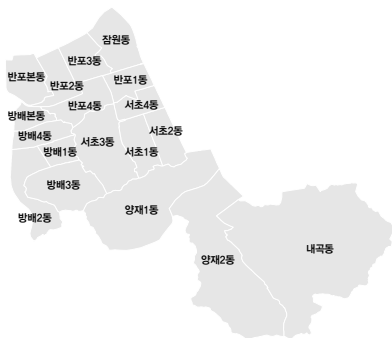 잠원동
반포3동
반포본동
반포1동
반포2동
반포4동
서초4동
방배본동
서초2동
방배4동
서초3동
방배1동
서초1동
방배3동
양재1동
방배2동
내곡동
양재2동